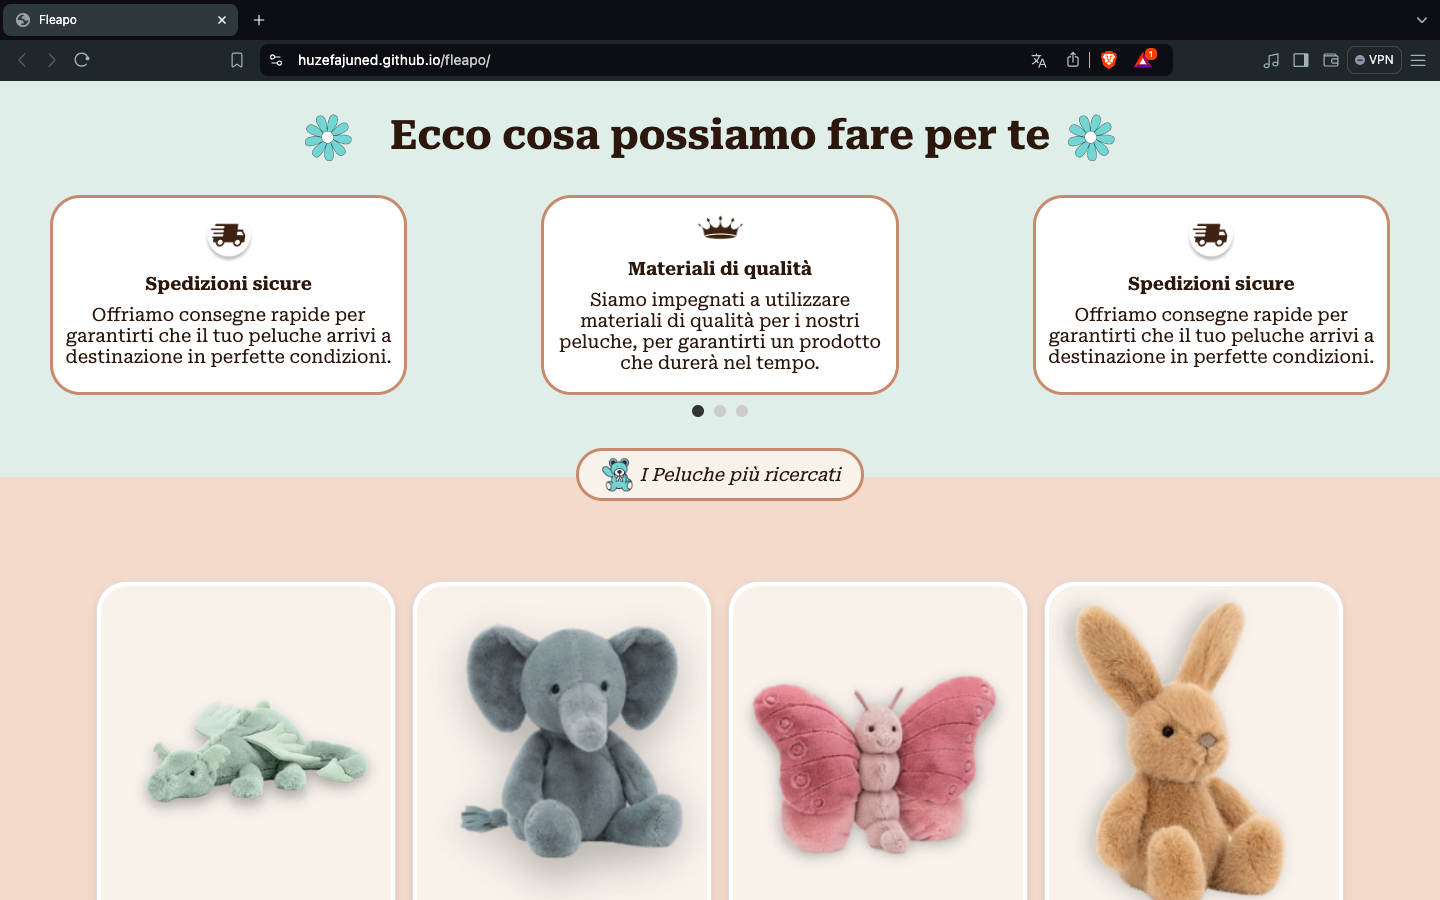 Fleapo
huzefajuned.github.io/fleapo/
1
VPN
Ecco cosa possiamo fare per te
Spedizioni sicure
Offriamo consegne rapide per
garantirti che il tuo peluche arrivi a
destinazione in perfette condizioni.
Materiali di qualità
Siamo impegnati a utilizzare
materiali di qualità per i nostri
peluche, per garantirti un prodotto
che durerà nel tempo.
Spedizioni sicure
Offriamo consegne rapide per
garantirti che il tuo peluche arrivi a
destinazione in perfette condizioni.
I Peluche più ricercati